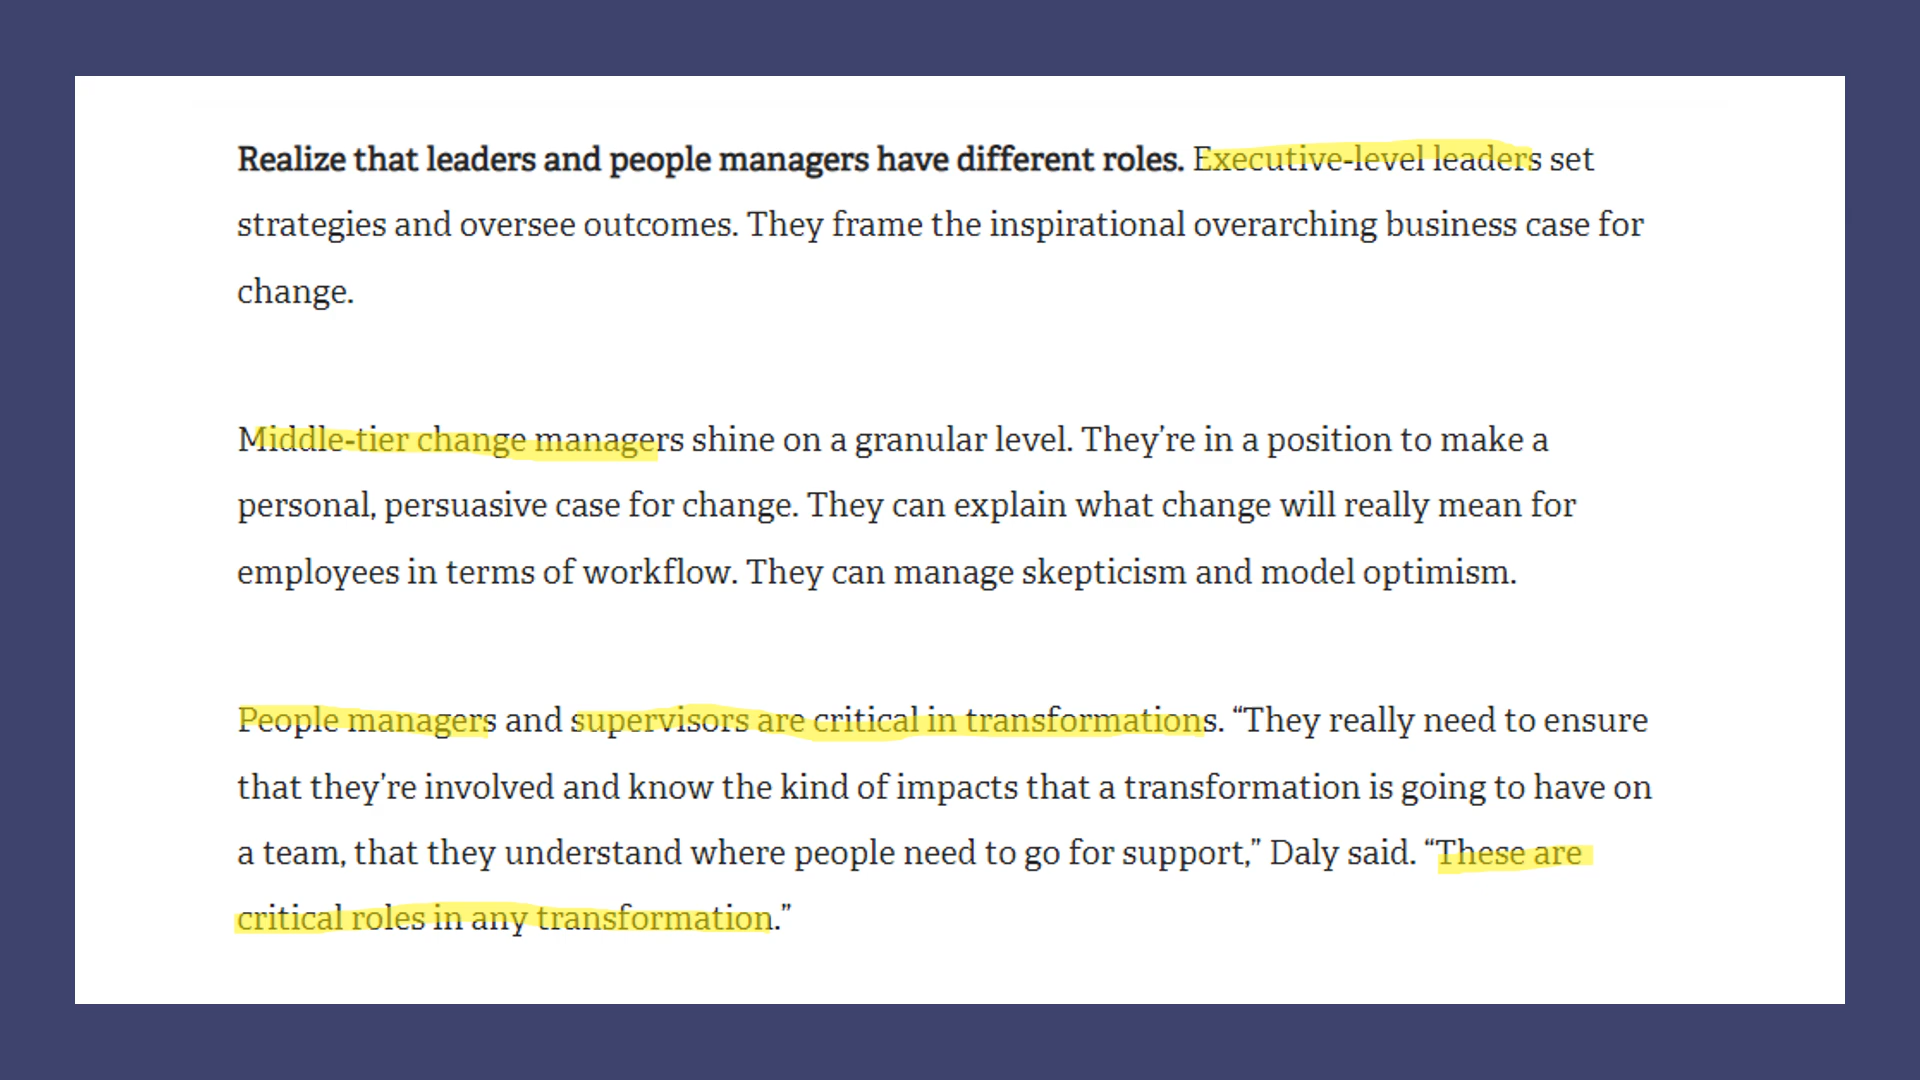 Realize that leaders and people managers have different roles. Executive-level leaders set
strategies and oversee outcomes. They frame the inspirational overarching business case for
change.
Middle-tier change managers shine on a granular level. They’re in a position to make a
personal, persuasive case for change. They can explain what change will really mean for
employees in terms of workflow. They can manage skepticism and model optimism.
People managers and supervisors are critical in transformations. “They really need to ensure
that they’re involved and know the kind of impacts that a transformation is going to have on
a team, that they understand where people need to go for support,” Daly said. “These are
critical roles in any transformation.”